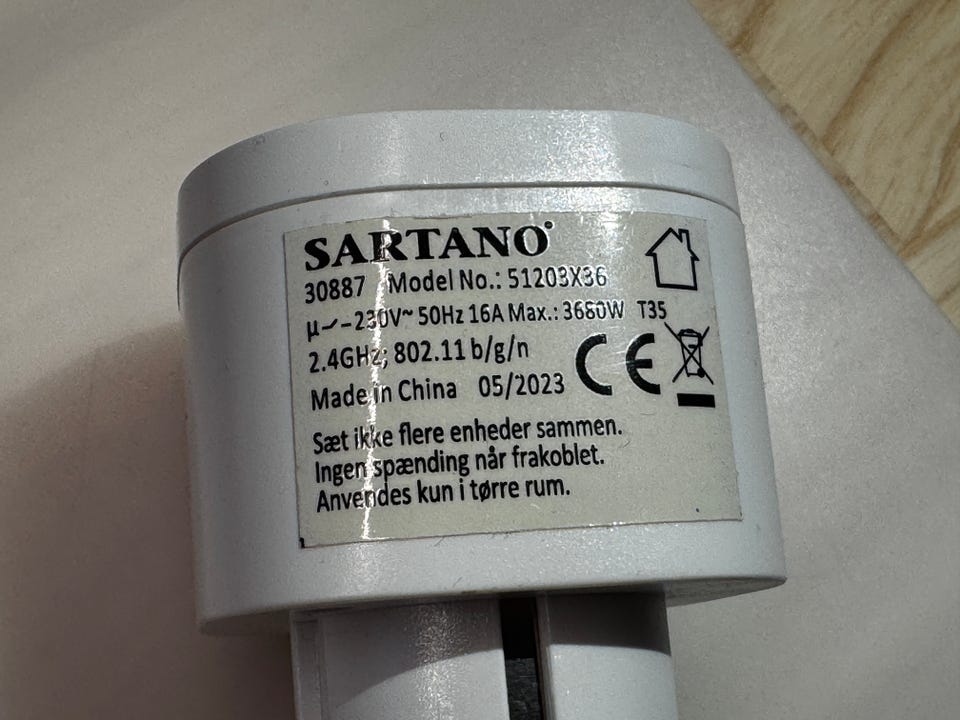 SARTANO
30887 Model No.: 51203X36
µ –230V~ 50Hz 16A Max.: 3680W T35
2.4GHz; 802.11 b/g/n
Made in China 05/2023
CE
Sæt ikke flere enheder sammen.
Ingen spænding når frakoblet.
Anvendes kun i tørre rum.